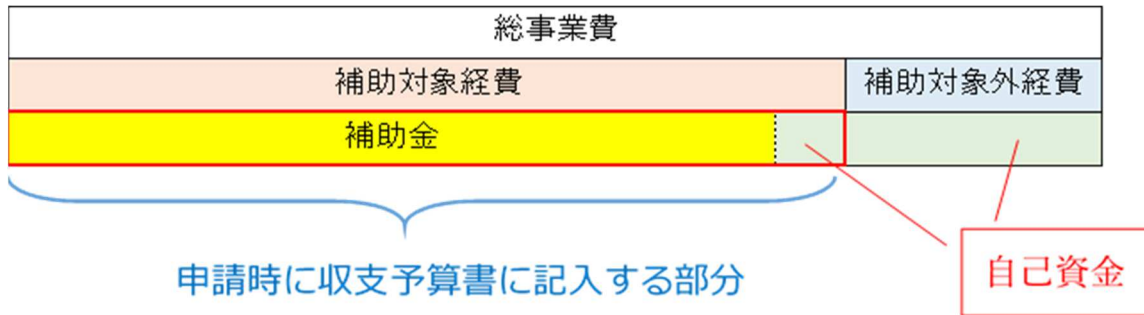 総事業費
補助対象経費
補助対象外経費
補助金
申請時に収支予算書に記入する部分
自己資金